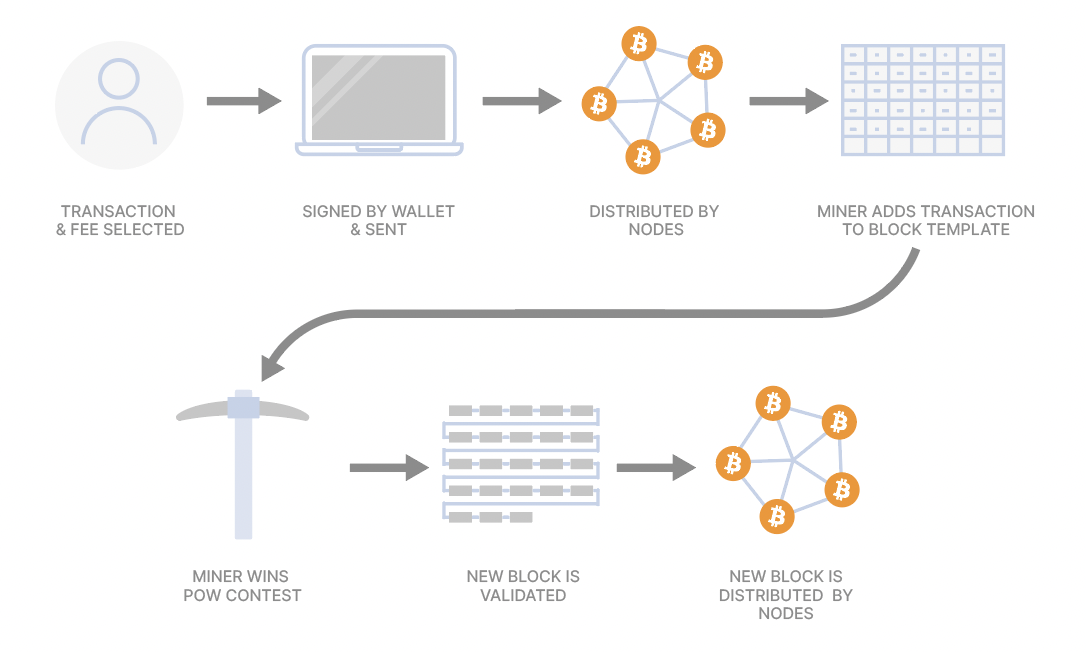 TRANSACTION
& FEE SELECTED
SIGNED BY WALLET
& SENT
DISTRIBUTED BY
NODES
MINER ADDS TRANSACTION
TO BLOCK TEMPLATE
MINER WINS
POW CONTEST
NEW BLOCK IS
VALIDATED
NEW BLOCK IS
DISTRIBUTED BY
NODES